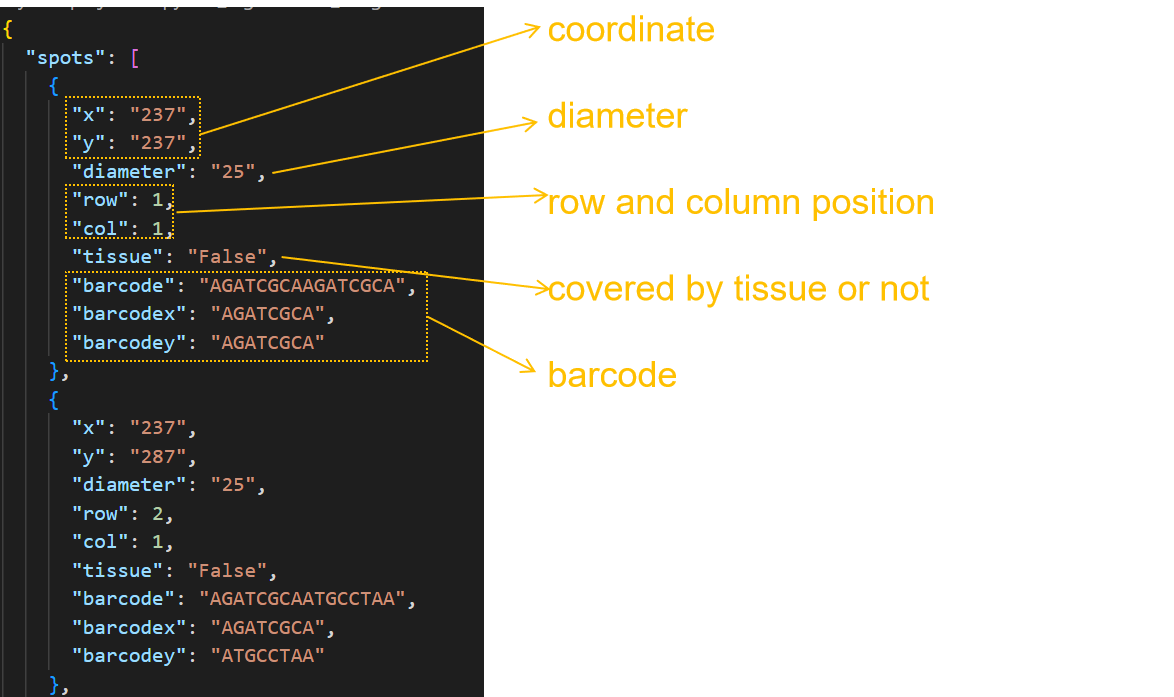 {
"spots": [
{
"x": "237",
"y": "237",
"diameter": "25",
"row": 1,
"col": 1,
"tissue": "False",
"barcode": "AGATCGCAAGATCGCA",
"barcodex": "AGATCGCA",
"barcodey": "AGATCGCA"
},
{
"x": "237",
"y": "287",
"diameter": "25",
"row": 2,
"col": 1,
"tissue": "False",
"barcode": "AGATCGCAATGCCTAA",
"barcodex": "AGATCGCA",
"barcodey": "ATGCCTAA"
},
coordinate
diameter
row and column position
covered by tissue or not
barcode